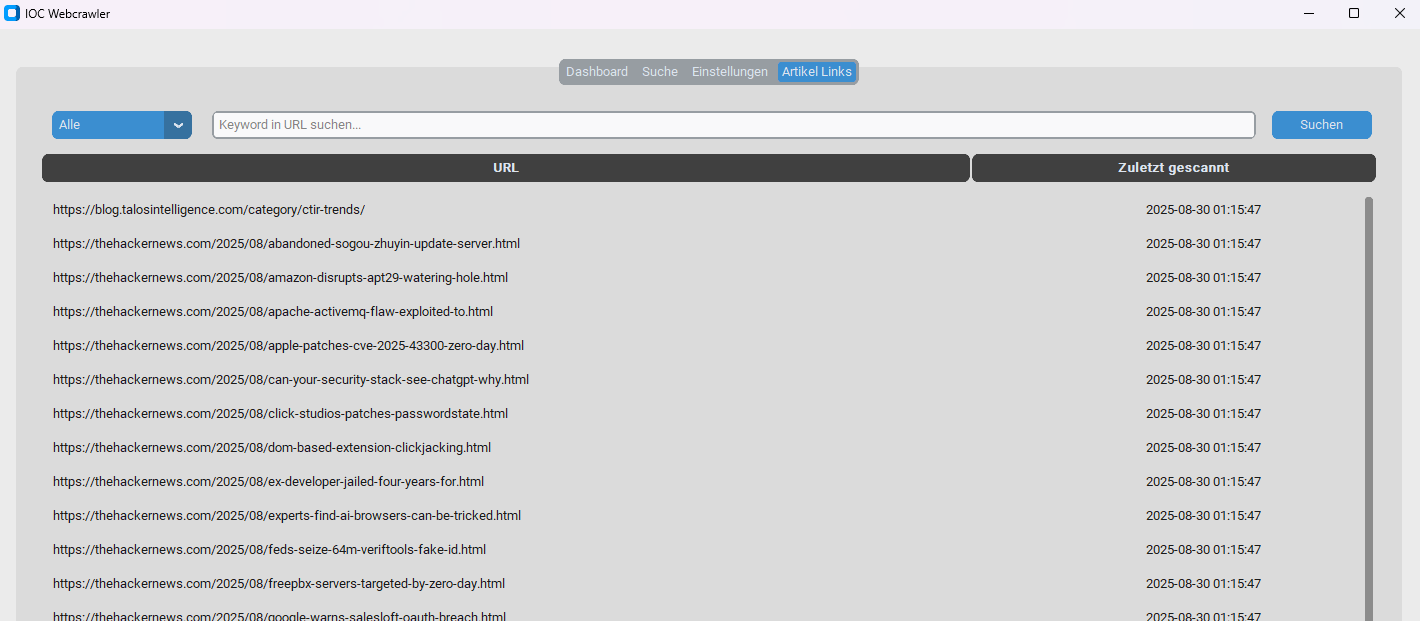 IOC Webcrawler
Dashboard Suche Einstellungen Artikel Links
Alle Keyword in URL suchen... Suchen
URL Zuletzt gescannt
https://blog.talosintelligence.com/category/ctir-trends/ 2025-08-30 01:15:47
https://thehackernews.com/2025/08/abandoned-sogou-zhuyin-update-server.html 2025-08-30 01:15:47
https://thehackernews.com/2025/08/amazon-disrupts-apt29-watering-hole.html 2025-08-30 01:15:47
https://thehackernews.com/2025/08/apache-activemq-flaw-exploited-to.html 2025-08-30 01:15:47
https://thehackernews.com/2025/08/apple-patches-cve-2025-43300-zero-day.html 2025-08-30 01:15:47
https://thehackernews.com/2025/08/can-your-security-stack-see-chatgpt-why.html 2025-08-30 01:15:47
https://thehackernews.com/2025/08/click-studios-patches-passwordstate.html 2025-08-30 01:15:47
https://thehackernews.com/2025/08/dom-based-extension-clickjacking.html 2025-08-30 01:15:47
https://thehackernews.com/2025/08/ex-developer-jailed-four-years-for.html 2025-08-30 01:15:47
https://thehackernews.com/2025/08/experts-find-ai-browsers-can-be-tricked.html 2025-08-30 01:15:47
https://thehackernews.com/2025/08/feds-seize-64m-veriftools-fake-id.html 2025-08-30 01:15:47
https://thehackernews.com/2025/08/freepbx-servers-targeted-by-zero-day.html 2025-08-30 01:15:47
https://thehackernews.com/2025/08/google-warns-salesloft-oauth-breach.html 2025-08-30 01:15:47